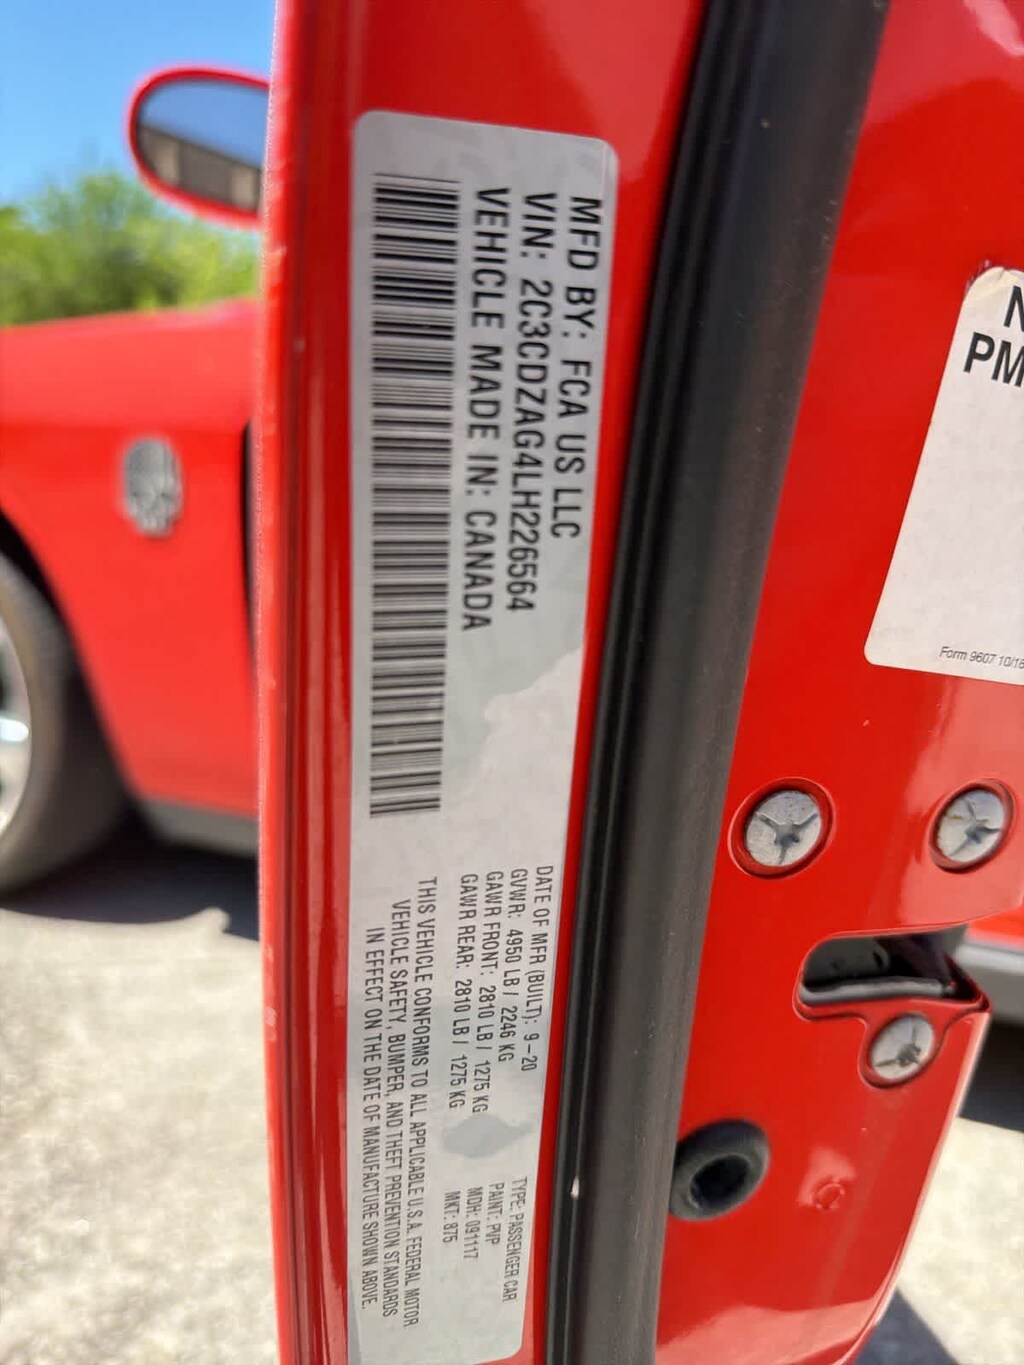 MFD BY: FCA US LLC
VIN: 2C3CDZAG4LH226564
VEHICLE MADE IN: CANADA
DATE OF MFR (BUILT): 9-20
GVWR: 4950 LB / 2246 KG
GAWR FRONT: 2810 LB / 1275 KG
GAWR REAR: 2810 LB / 1275 KG
THIS VEHICLE CONFORMS TO ALL APPLICABLE U.S.A. FEDERAL MOTOR
VEHICLE SAFETY, BUMPER, AND THEFT PREVENTION STANDARDS
IN EFFECT ON THE DATE OF MANUFACTURE SHOWN ABOVE.
TYPE: PASSENGER CAR
PAINT: PVP
MDH: 091117
MKT: 875
N
PM
Form 9607 10/18